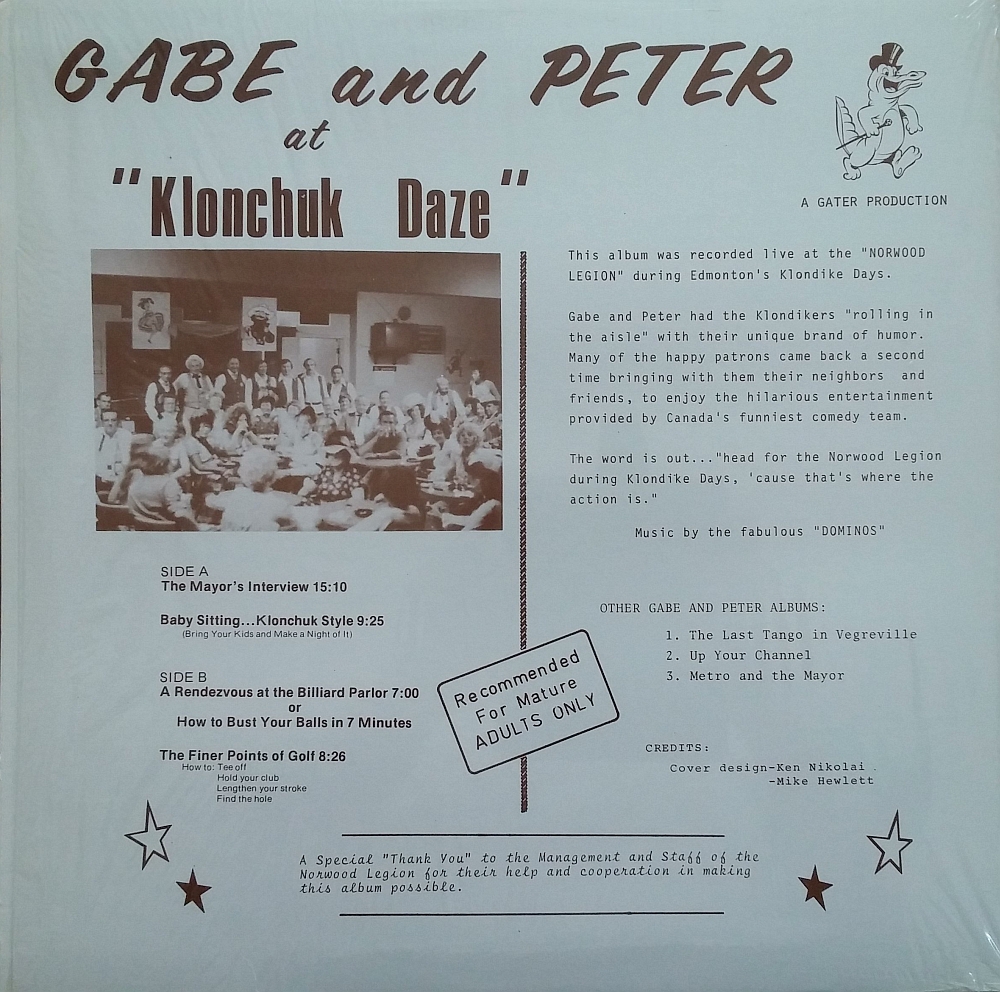 GABE and PETER
at
"Klonchuk Daze"
A GATER PRODUCTION
This album was recorded live at the "NORWOOD
LEGION" during Edmonton's Klondike Days.
Gabe and Peter had the Klondikers "rolling in
the aisle" with their unique brand of humor.
Many of the happy patrons came back a second
time bringing with them their neighbors and
friends, to enjoy the hilarious entertainment
provided by Canada's funniest comedy team.
The word is out..."head for the Norwood Legion
during Klondike Days, 'cause that's where the
action is."
Music by the fabulous "DOMINOS"
SIDE A
The Mayor's Interview 15:10
Baby Sitting...Klonchuk Style 9:25
(Bring Your Kids and Make a Night of It)
SIDE B
A Rendezvous at the Billiard Parlor 7:00
or
How to Bust Your Balls in 7 Minutes
The Finer Points of Golf 8:26
How to: Tee off
Hold your club
Lengthen your stroke
Find the hole
Recommended
For Mature
ADULTS ONLY
OTHER GABE AND PETER ALBUMS:
1. The Last Tango in Vegreville
2. Up Your Channel
3. Metro and the Mayor
CREDITS:
Cover design-Ken Nikolai
-Mike Hewlett
A Special "Thank You" to the Management and Staff of the
Norwood Legion for their help and cooperation in making
this album possible.